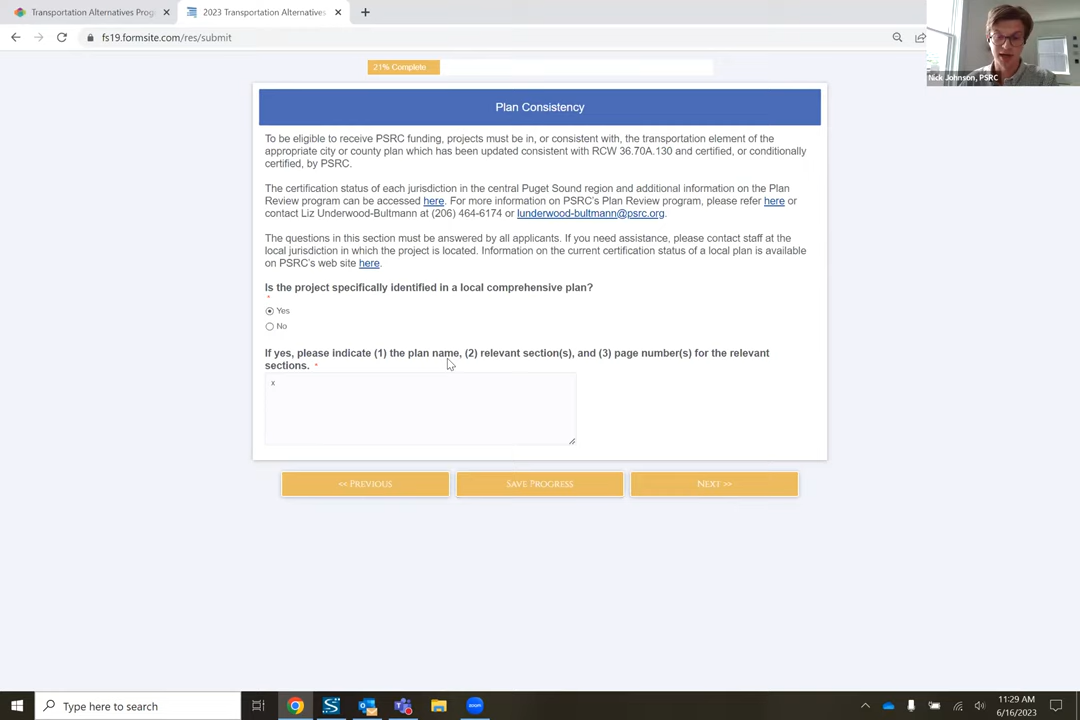 Transportation Alternatives Prog
2023 Transportation Alternatives
fs19.formsite.com/res/submit
Nick Johnson, PSRC
21% Complete
Plan Consistency
To be eligible to receive PSRC funding, projects must be in, or consistent with, the transportation element of the
appropriate city or county plan which has been updated consistent with RCW 36.70A.130 and certified, or conditionally
certified, by PSRC.
The certification status of each jurisdiction in the central Puget Sound region and additional information on the Plan
Review program can be accessed here. For more information on PSRC's Plan Review program, please refer here or
contact Liz Underwood-Bultmann at (206) 464-6174 or lunderwood-bultmann@psrc.org.
The questions in this section must be answered by all applicants. If you need assistance, please contact staff at the
local jurisdiction in which the project is located. Information on the current certification status of a local plan is available
on PSRC's web site here.
Is the project specifically identified in a local comprehensive plan?
*
Yes
No
If yes, please indicate (1) the plan name, (2) relevant section(s), and (3) page number(s) for the relevant
sections. *
x
<< Previous
Save Progress
Next >>
Type here to search
11:29 AM
6/16/2023